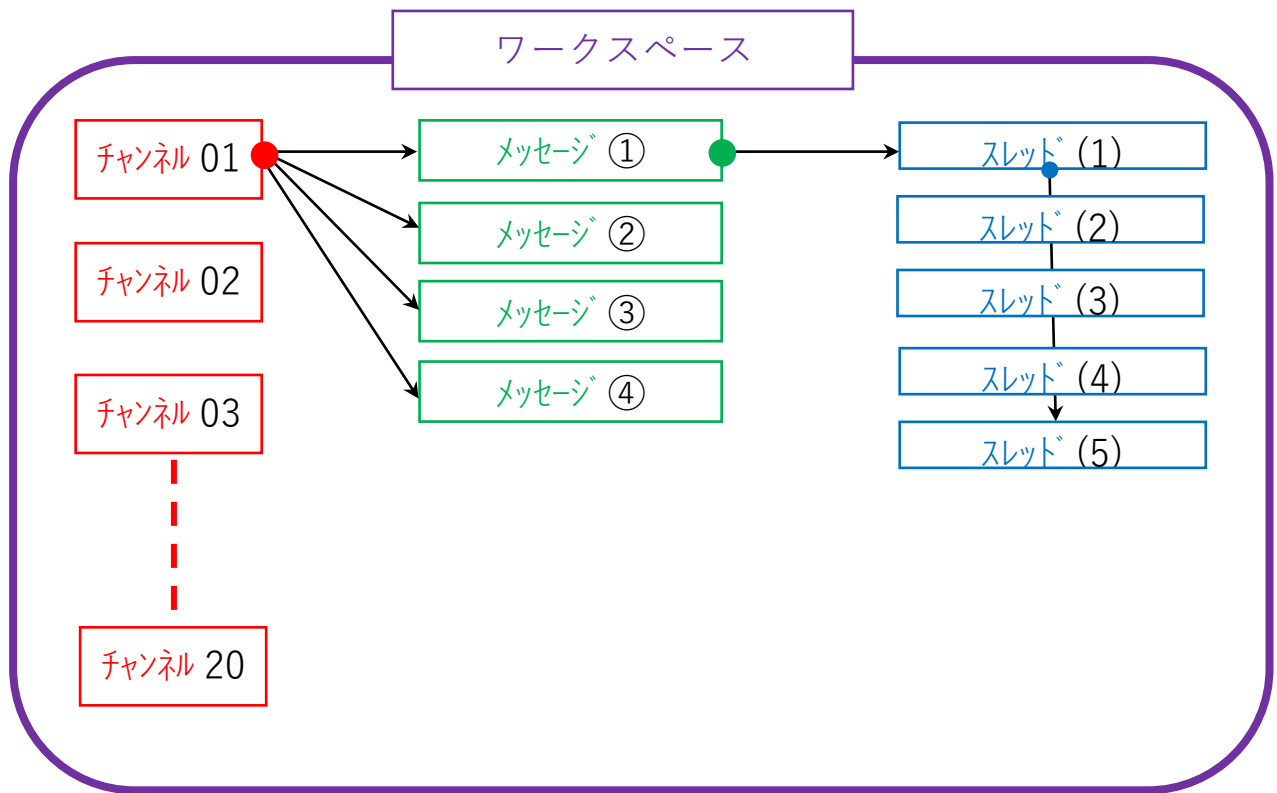 ワークスペース
ﾁｬﾝﾈﾙ 01
ﾁｬﾝﾈﾙ 02
ﾁｬﾝﾈﾙ 03
ﾁｬﾝﾈﾙ 20
ﾒｯｾｰｼﾞ ①
ﾒｯｾｰｼﾞ ②
ﾒｯｾｰｼﾞ ③
ﾒｯｾｰｼﾞ ④
ｽﾚｯﾄﾞ (1)
ｽﾚｯﾄﾞ (2)
ｽﾚｯﾄﾞ (3)
ｽﾚｯﾄﾞ (4)
ｽﾚｯﾄﾞ (5)